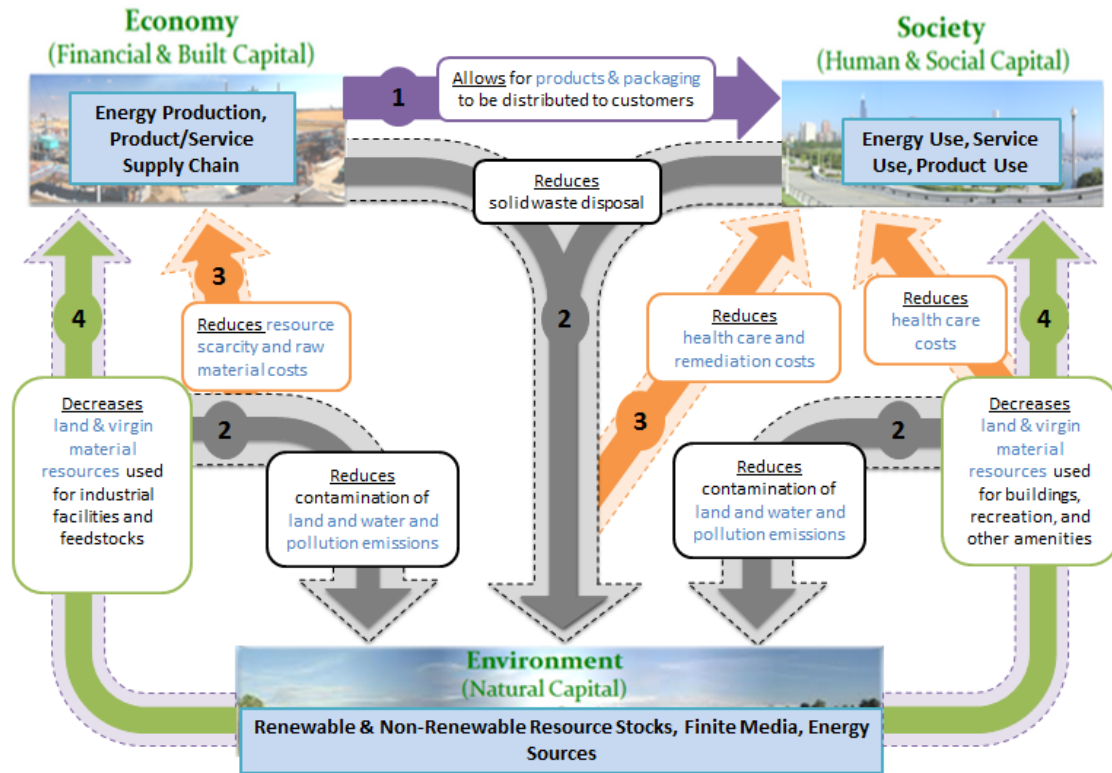 Economy
(Financial & Built Capital)
Energy Production,
Product/Service
Supply Chain
1
Allows for products & packaging
to be distributed to customers
Society
(Human & Social Capital)
Energy Use, Service
Use, Product Use
Reduces
solid waste disposal
2
3
Reduces resource
scarcity and raw
material costs
4
Decreases
land & virgin
material
resources used
for industrial
facilities and
feedstocks
2
Reduces
contamination of
land and water and
pollution emissions
Reduces
health care and
remediation costs
3
Reduces
health care
costs
4
Decreases
land & virgin
material
resources used
for buildings,
recreation, and
other amenities
2
Reduces
contamination of
land and water and
pollution emissions
Environment
(Natural Capital)
Renewable & Non-Renewable Resource Stocks, Finite Media, Energy
Sources